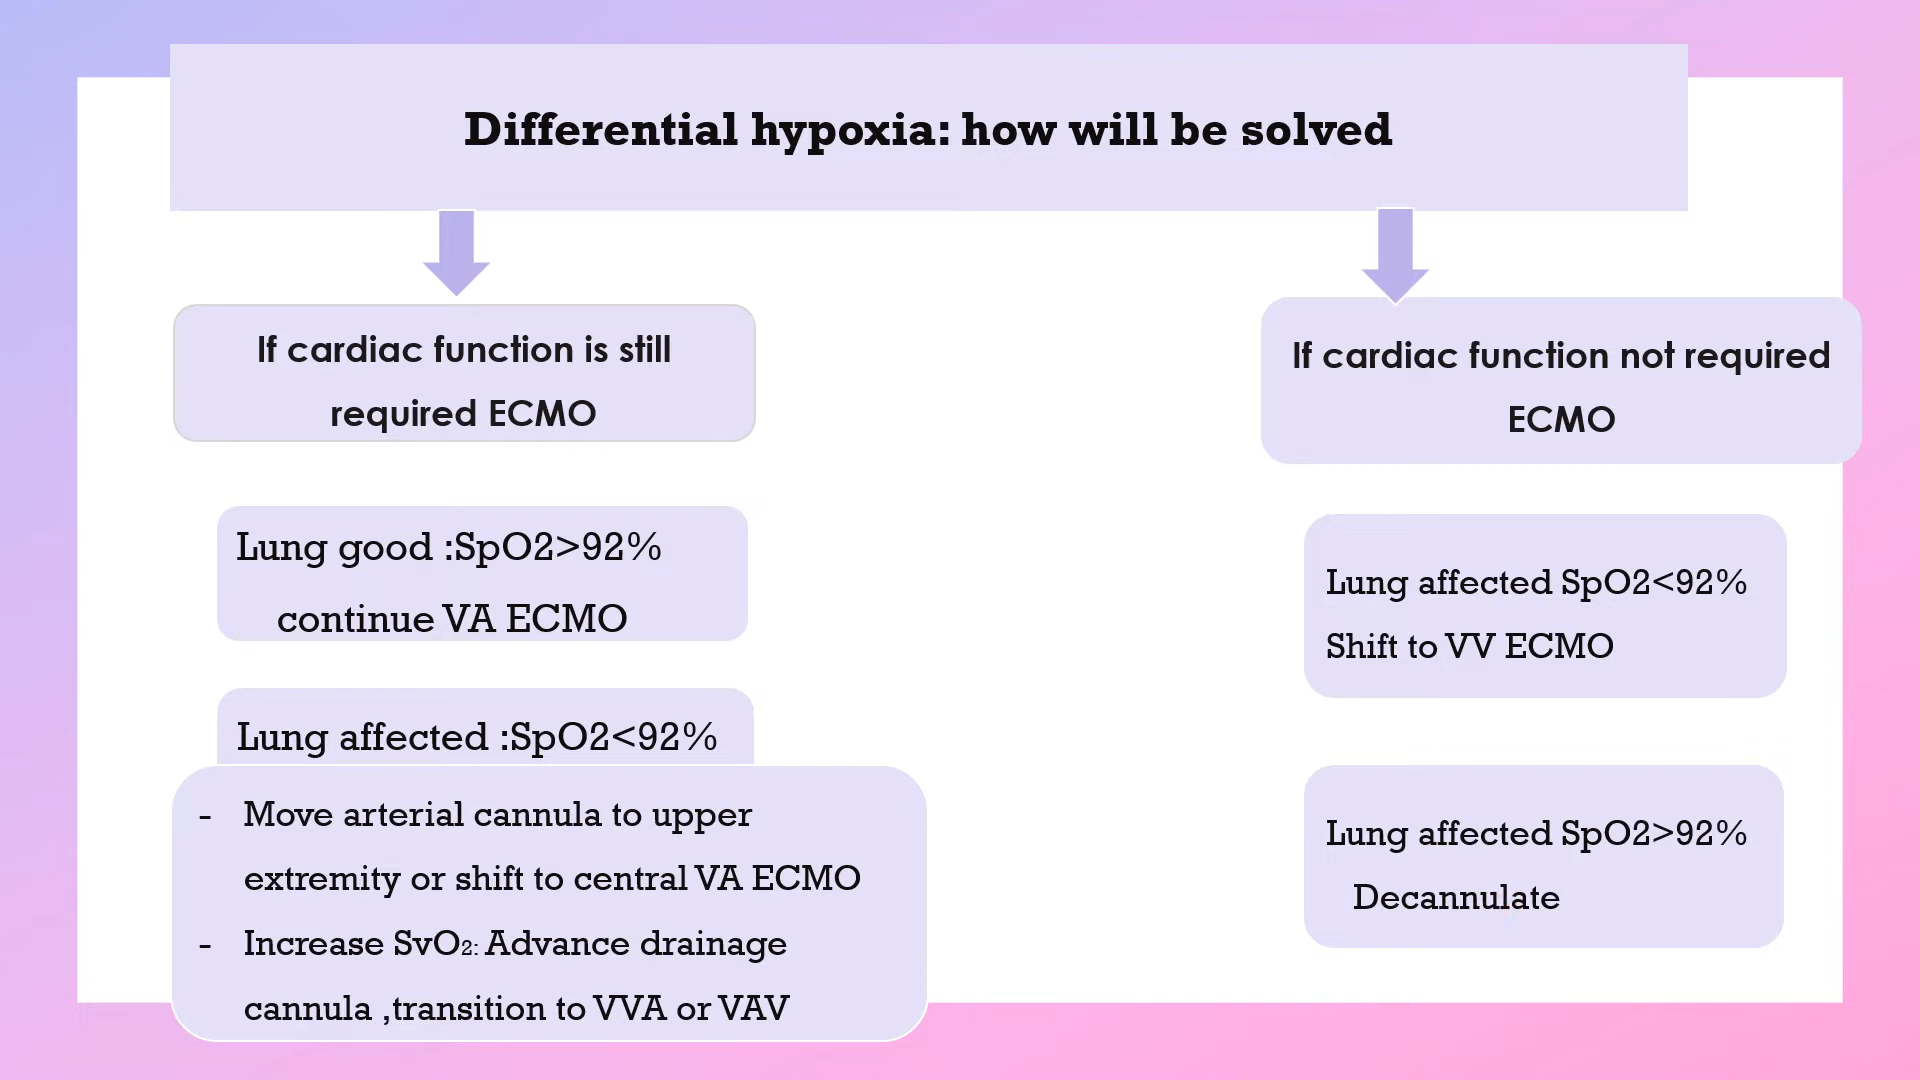 Differential hypoxia: how will be solved
If cardiac function is still
required ECMO
Lung good :SpO2>92%
continue VA ECMO
Lung affected :SpO2<92%
- Move arterial cannula to upper
extremity or shift to central VA ECMO
- Increase SvO₂: Advance drainage
cannula ,transition to VVA or VAV
If cardiac function not required
ECMO
Lung affected SpO2<92%
Shift to VV ECMO
Lung affected SpO2>92%
Decannulate